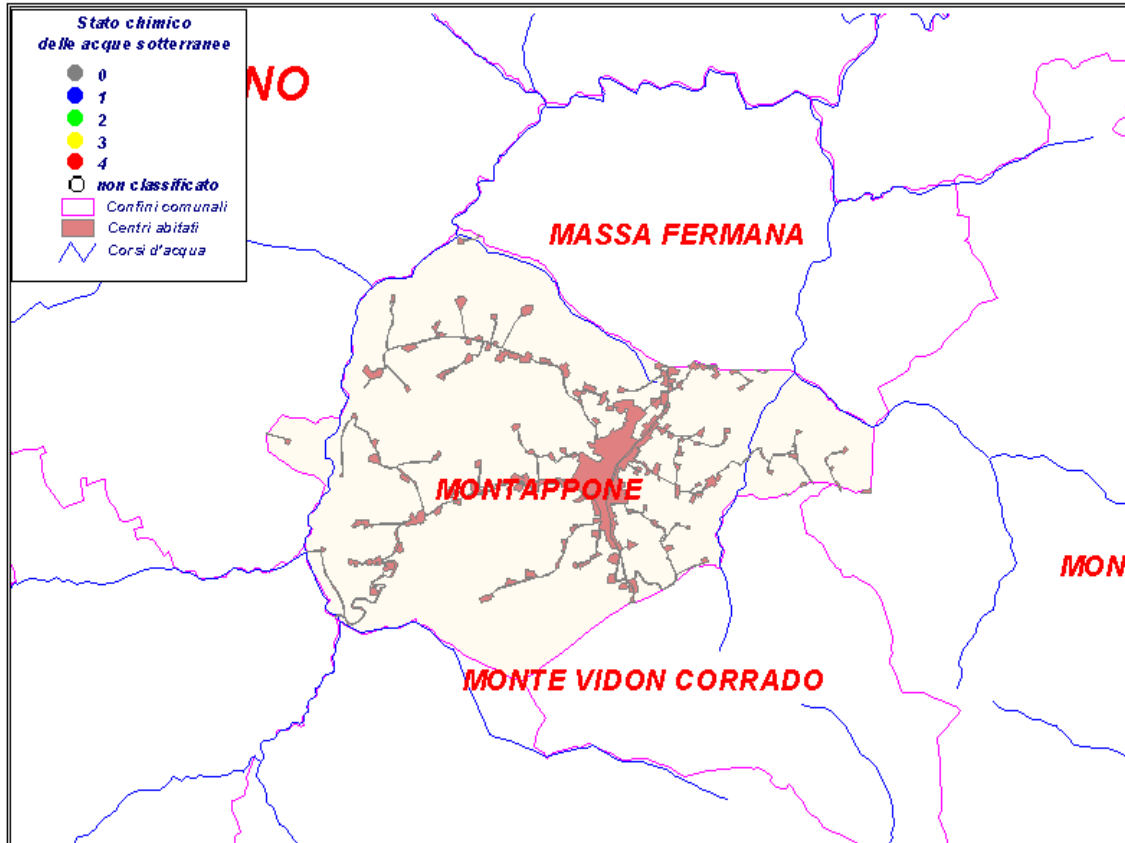 Stato chimico
delle acque sotterranee
0
1
2
3
4
non classificato
Confini comunali
Centri abitati
Corsi d'acqua
NO
MASSA FERMANA
MONTAPPONE
MON
MONTE VIDON CORRADO